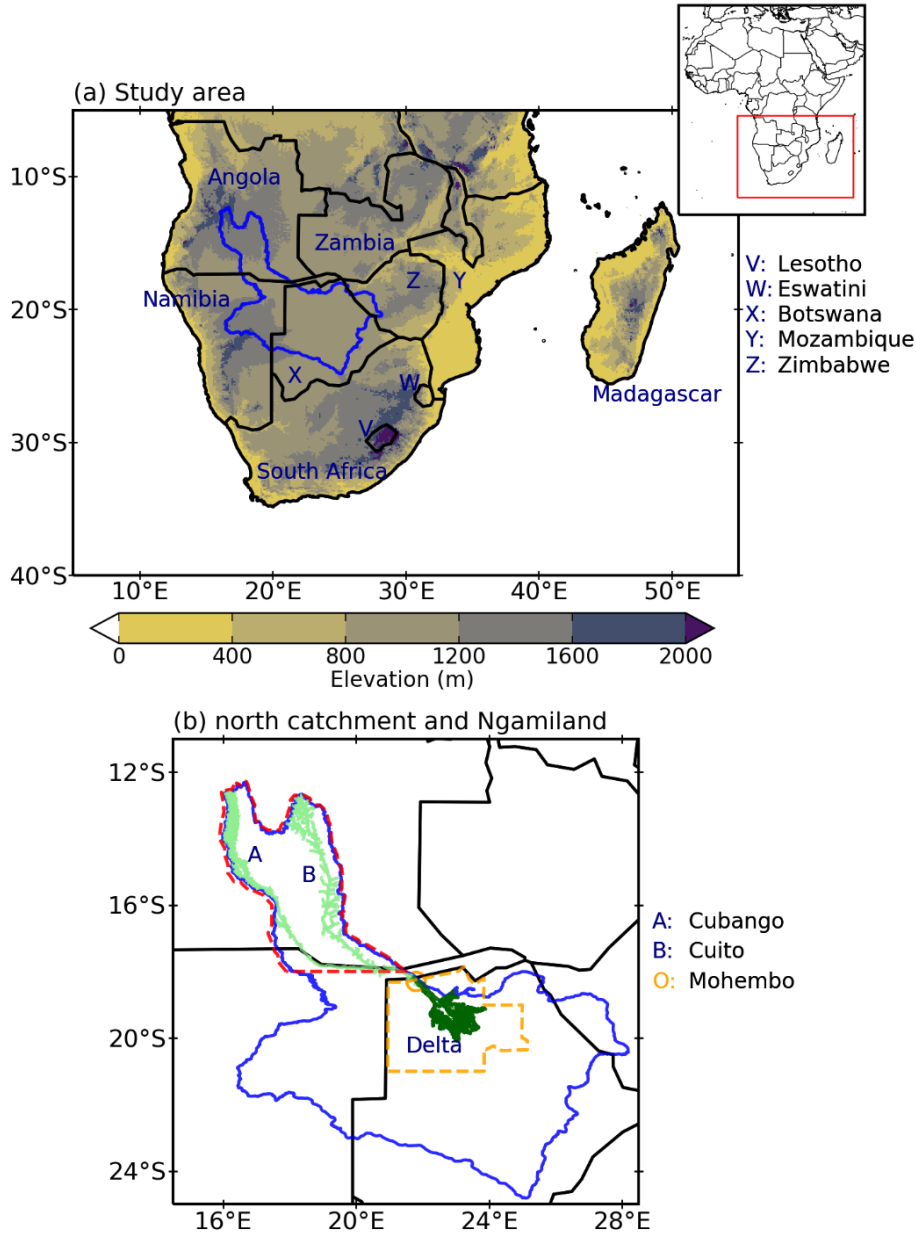 (a) Study area
10°S
20°S
30°S
40°S
10°E
20°E
30°E
40°E
50°E
Angola
Zambia
Namibia
Z
Y
X
W
V
South Africa
Madagascar
V: Lesotho
W: Eswatini
X: Botswana
Y: Mozambique
Z: Zimbabwe
0 400 800 1200 1600 2000
Elevation (m)
(b) north catchment and Ngamiland
12°S
16°S
20°S
24°S
16°E
20°E
24°E
28°E
A
B
Delta
A: Cubango
B: Cuito
O: Mohembo